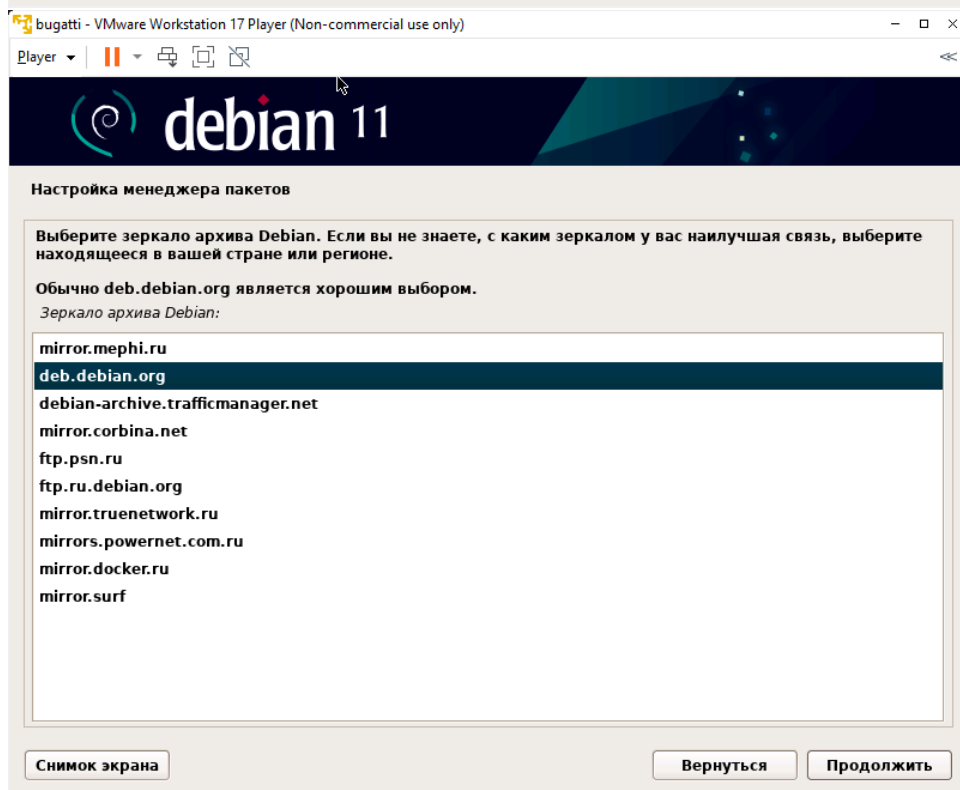 bugatti - VMware Workstation 17 Player (Non-commercial use only)
Player
debian 11
Настройка менеджера пакетов
Выберите зеркало архива Debian. Если вы не знаете, с каким зеркалом у вас наилучшая связь, выберите
находящееся в вашей стране или регионе.
Обычно deb.debian.org является хорошим выбором.
Зеркало архива Debian:
mirror.mephi.ru
deb.debian.org
debian-archive.trafficmanager.net
mirror.corbina.net
ftp.psn.ru
ftp.ru.debian.org
mirror.truenetwork.ru
mirrors.powernet.com.ru
mirror.docker.ru
mirror.surf
Снимок экрана
Вернуться
Продолжить